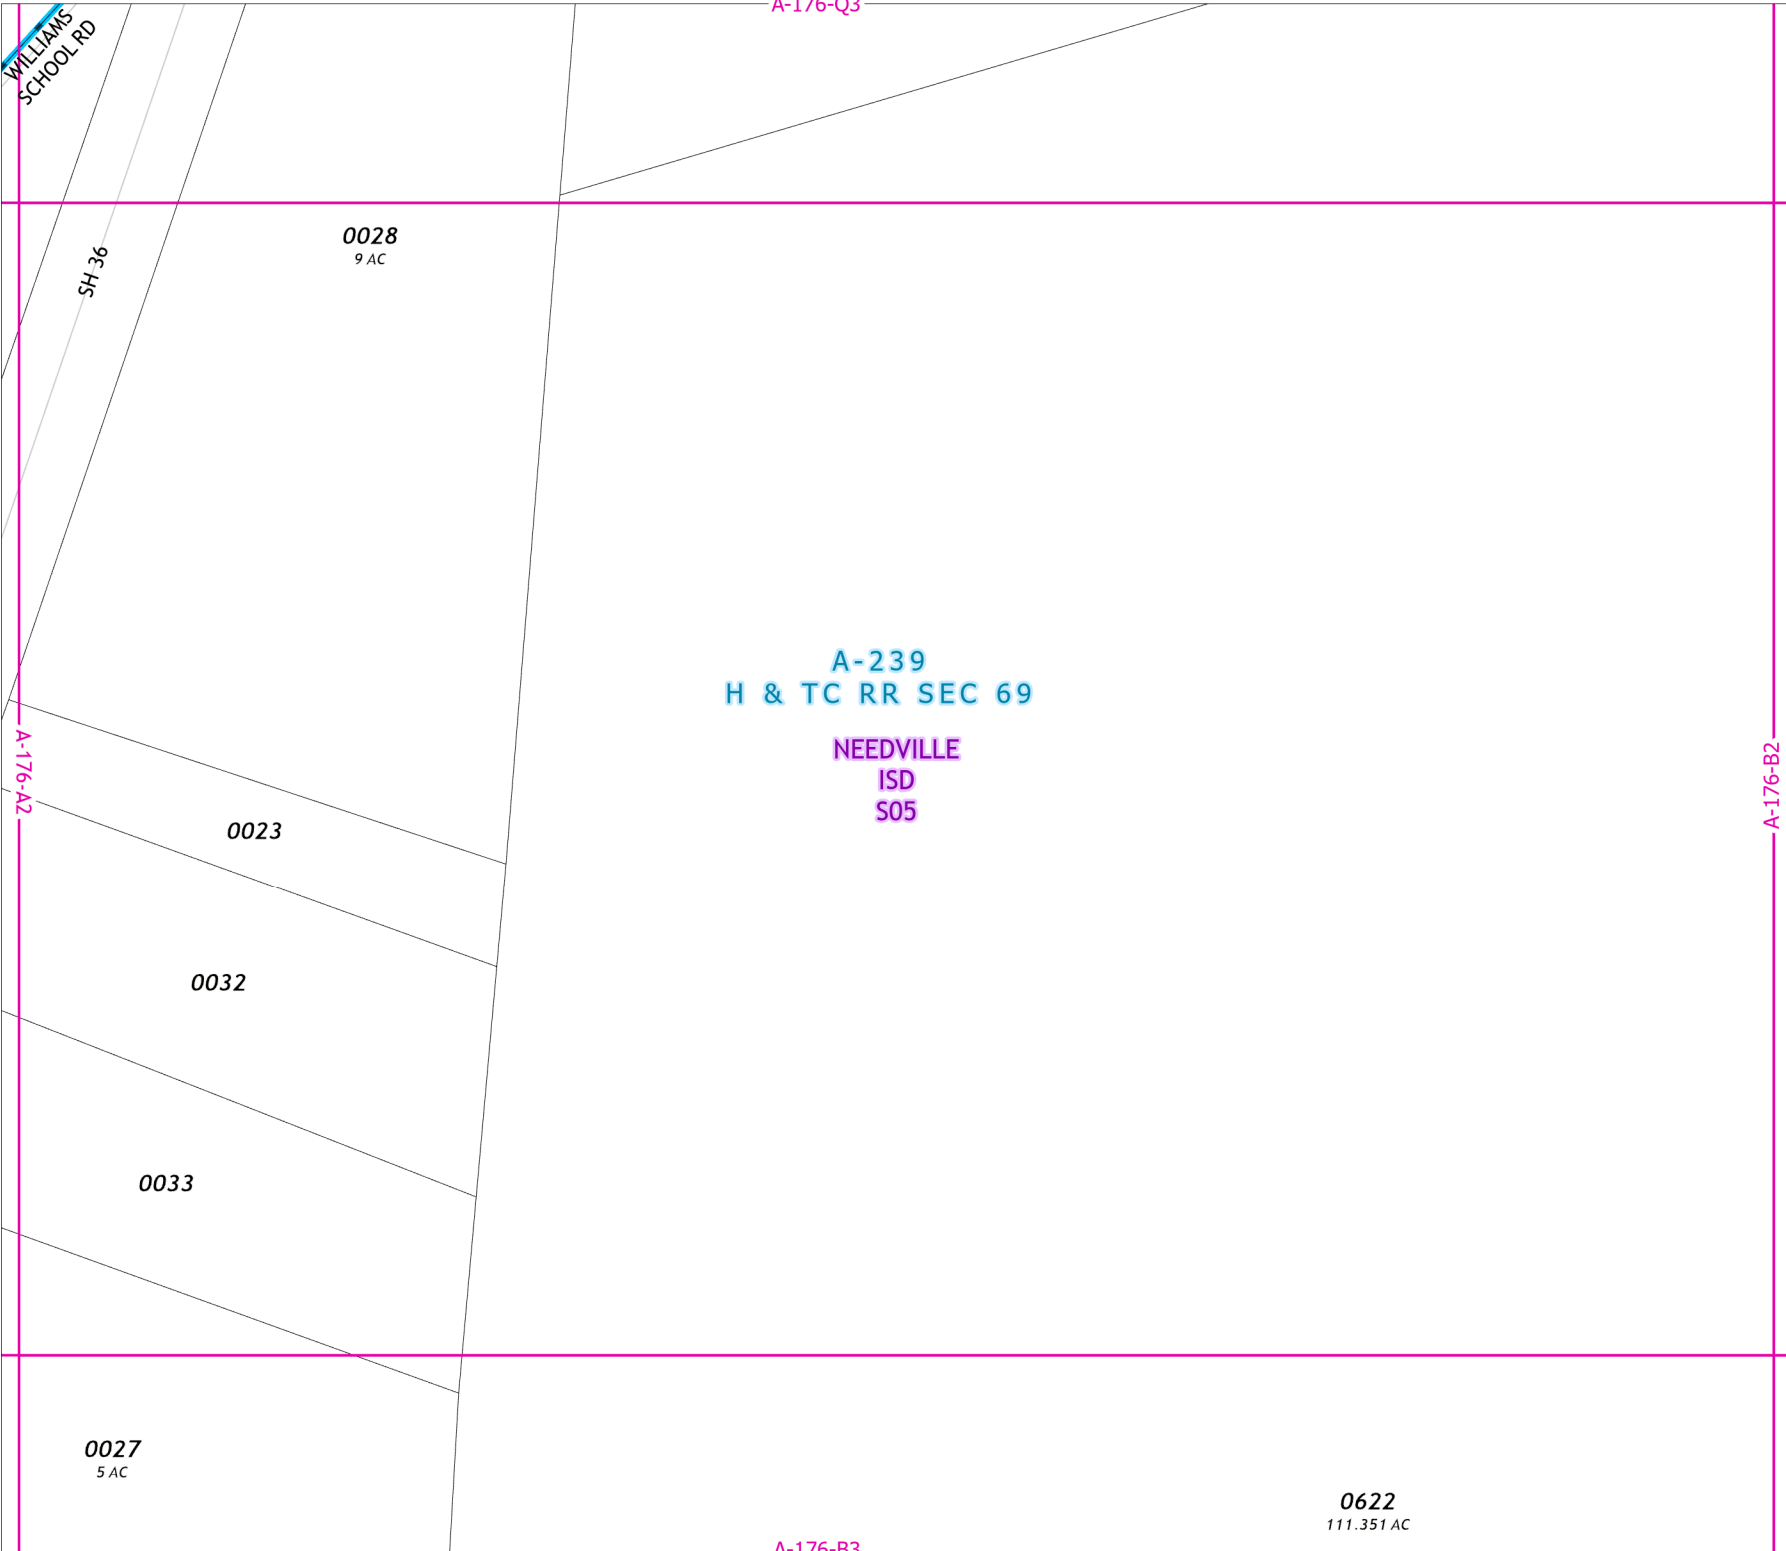 A-176-Q3
WILLIAMS
SCHOOL RD
0028
9 AC
SH 36
A-239
H & TC RR SEC 69
NEEDVILLE
ISD
S05
A-176-A2
A-176-B2
0023
0032
0033
0027
5 AC
0622
111.351 AC
A-176-B3